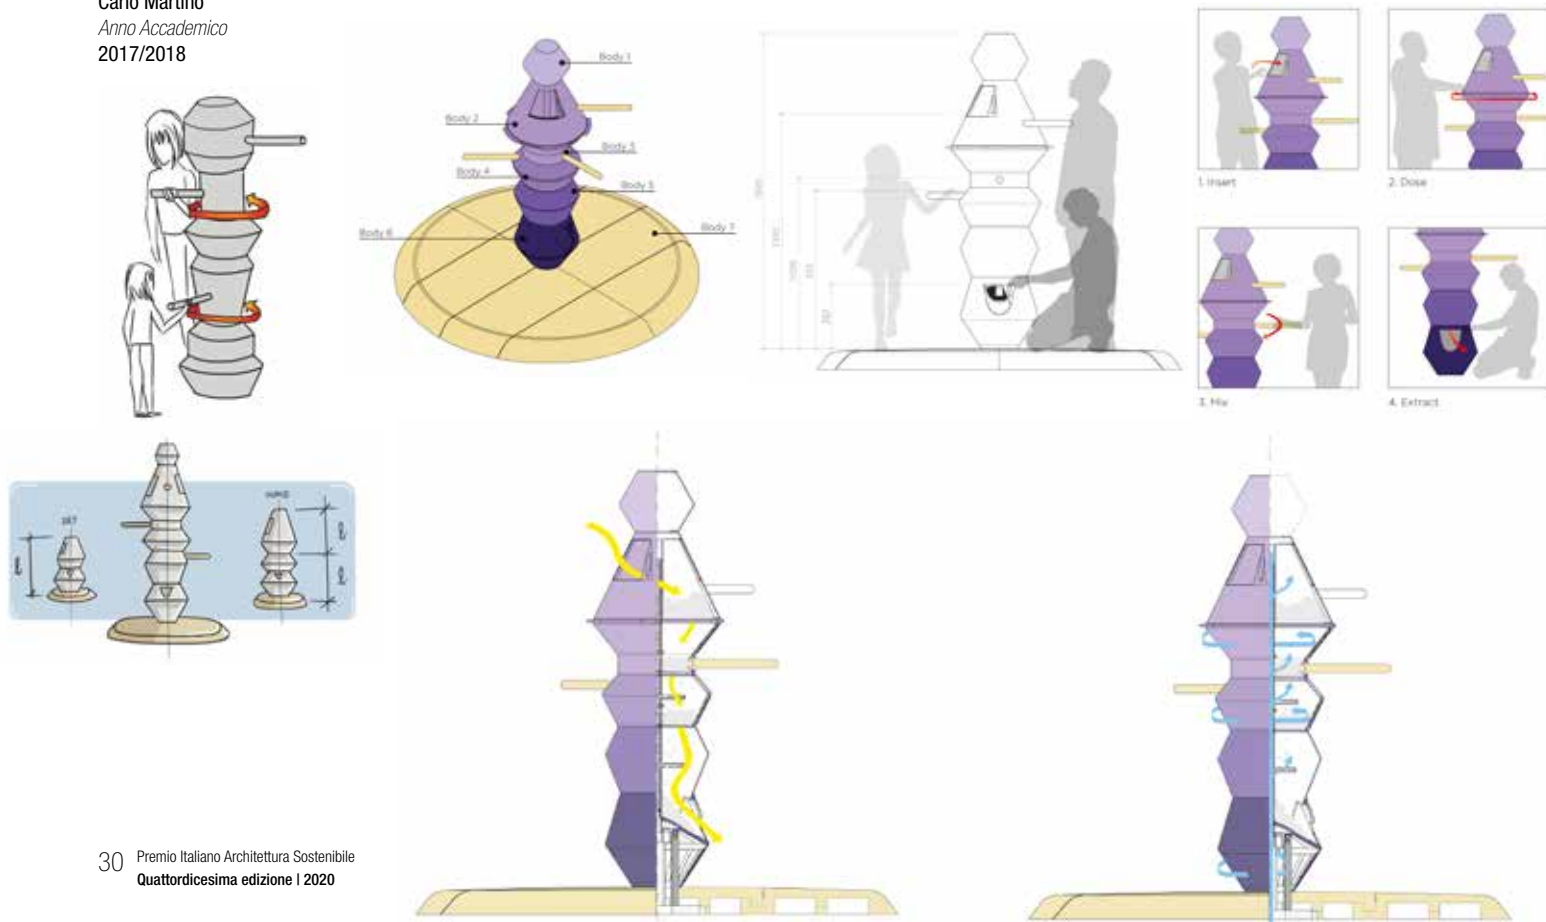 Carlo Martino
Anno Accademico
2017/2018
Body 1
Body 2
Body 3
Body 4
Body 5
Body 6
Body 7
1. Insert
2. Dose
3. Mix
4. Extract
30
Premio Italiano Architettura Sostenibile
Quattordicesima edizione | 2020